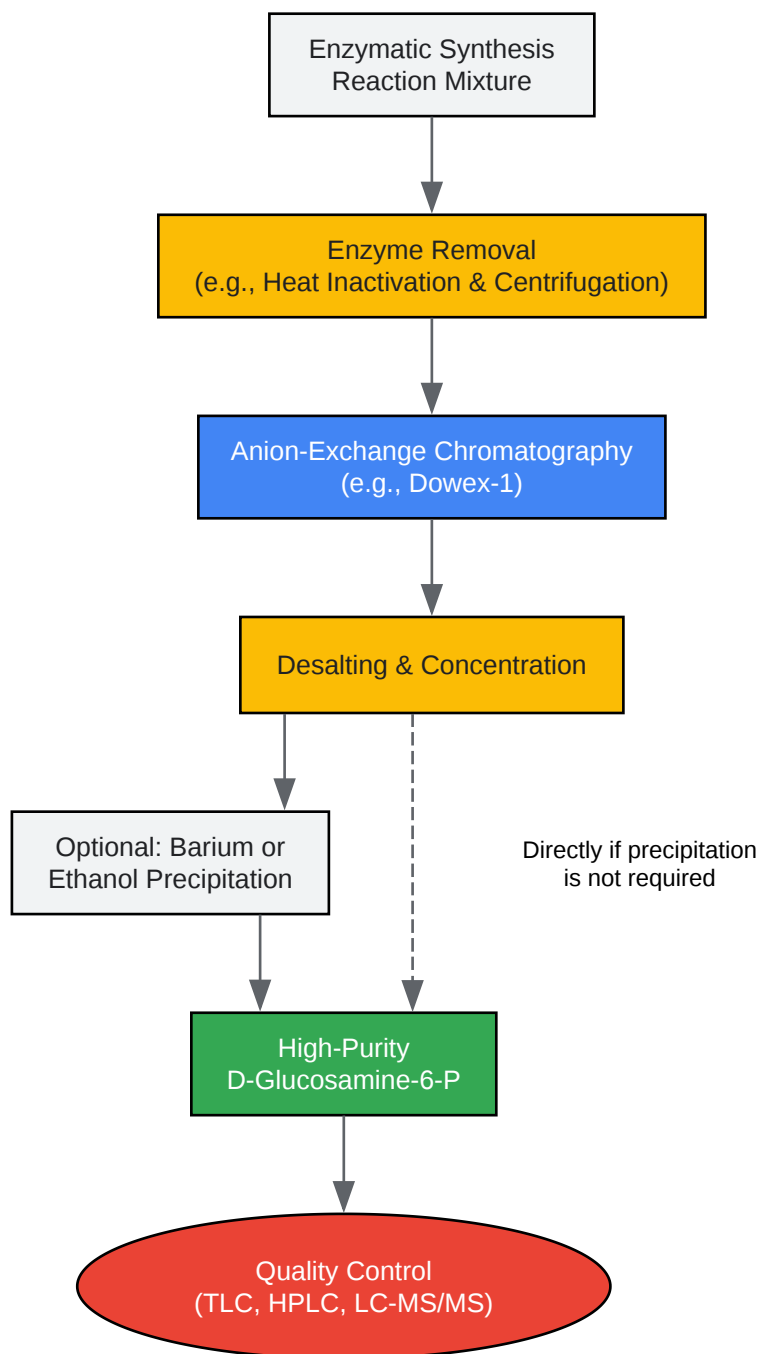 Enzymatic Synthesis
Reaction Mixture
Enzyme Removal
(e.g., Heat Inactivation & Centrifugation)
Anion-Exchange Chromatography
(e.g., Dowex-1)
Desalting & Concentration
Optional: Barium or
Ethanol Precipitation
Directly if precipitation
is not required
High-Purity
D-Glucosamine-6-P
Quality Control
(TLC, HPLC, LC-MS/MS)